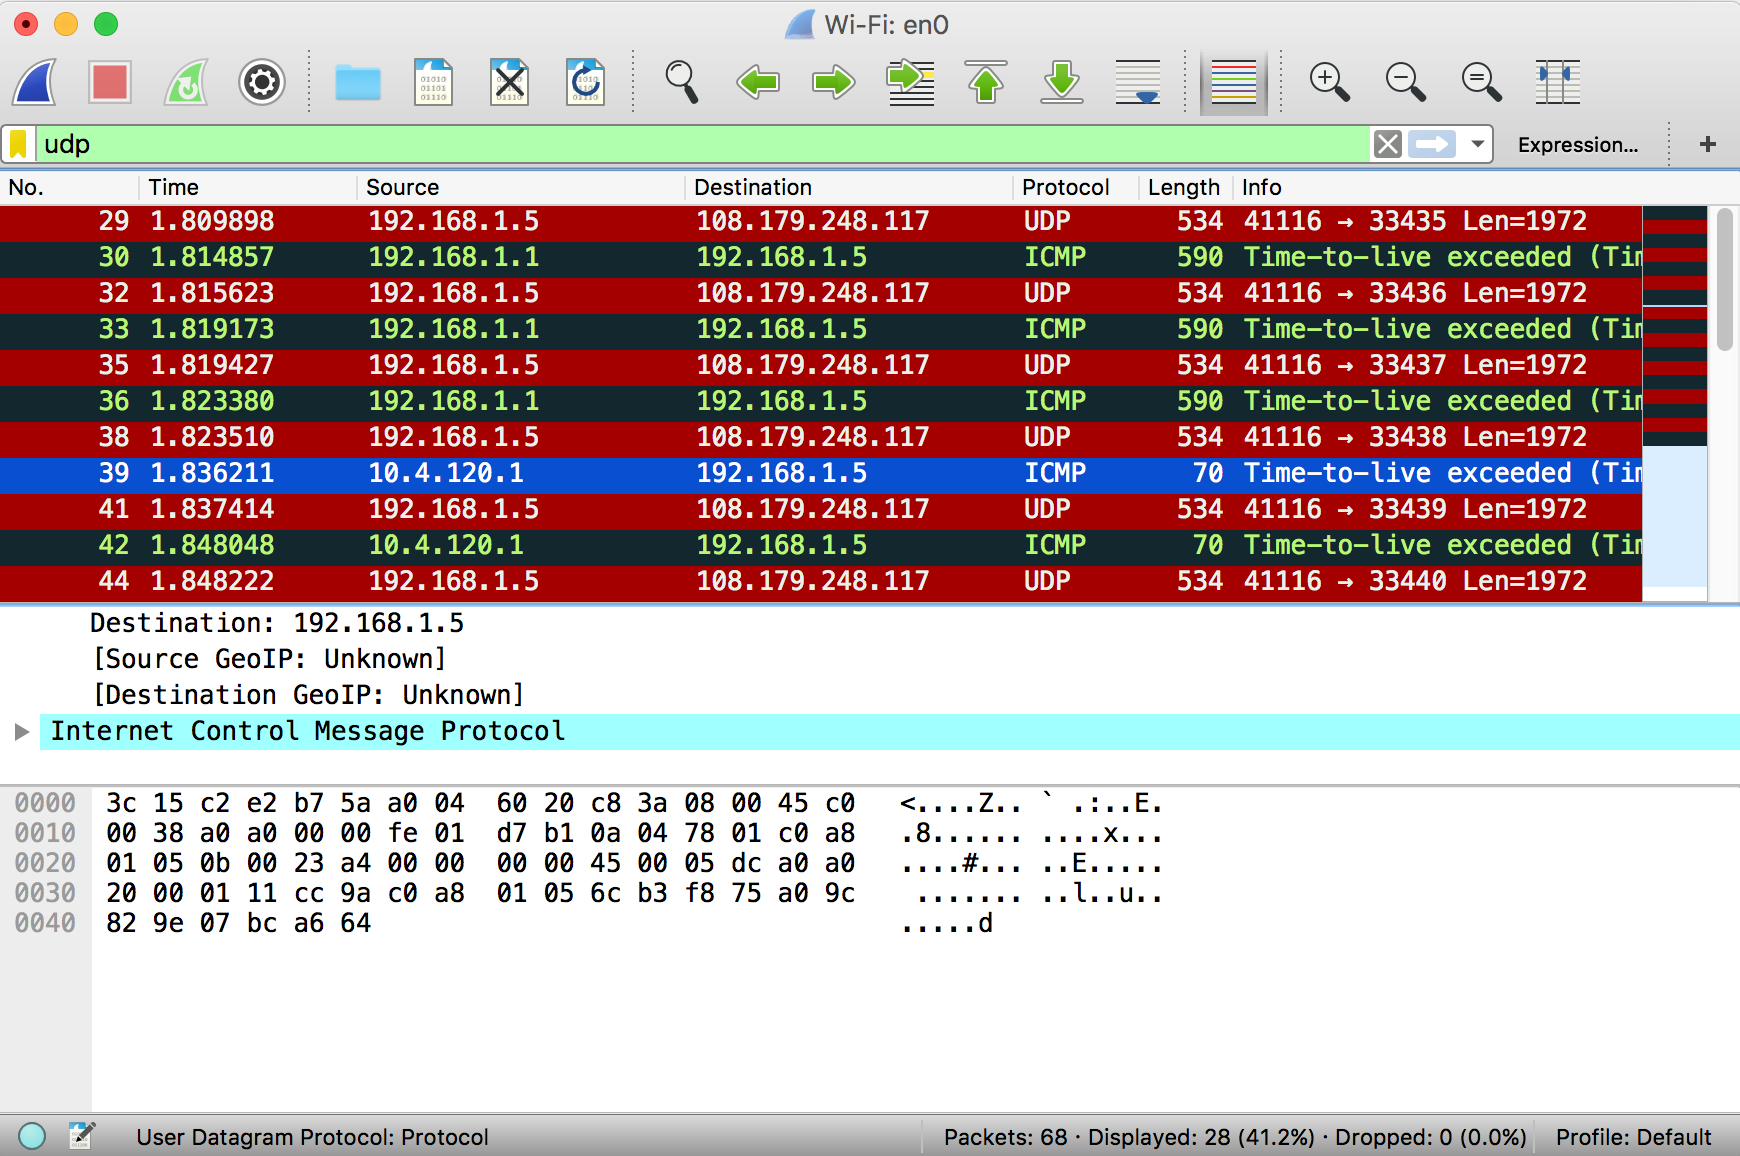 Wi-Fi: en0
udp
Expression...
+
No. Time Source Destination Protocol Length Info
29 1.809898 192.168.1.5 108.179.248.117 UDP 534 41116 → 33435 Len=1972
30 1.814857 192.168.1.1 192.168.1.5 ICMP 590 Time-to-live exceeded (Tim
32 1.815623 192.168.1.5 108.179.248.117 UDP 534 41116 → 33436 Len=1972
33 1.819173 192.168.1.1 192.168.1.5 ICMP 590 Time-to-live exceeded (Tim
35 1.819427 192.168.1.5 108.179.248.117 UDP 534 41116 → 33437 Len=1972
36 1.823380 192.168.1.1 192.168.1.5 ICMP 590 Time-to-live exceeded (Tim
38 1.823510 192.168.1.5 108.179.248.117 UDP 534 41116 → 33438 Len=1972
39 1.836211 10.4.120.1 192.168.1.5 ICMP 70 Time-to-live exceeded (Tim
41 1.837414 192.168.1.5 108.179.248.117 UDP 534 41116 → 33439 Len=1972
42 1.848048 10.4.120.1 192.168.1.5 ICMP 70 Time-to-live exceeded (Tim
44 1.848222 192.168.1.5 108.179.248.117 UDP 534 41116 → 33440 Len=1972
Destination: 192.168.1.5
[Source GeoIP: Unknown]
[Destination GeoIP: Unknown]
Internet Control Message Protocol
0000 3c 15 c2 e2 b7 5a a0 04 60 20 c8 3a 08 00 45 c0 <....Z.. ` .:..E.
0010 00 38 a0 a0 00 00 fe 01 d7 b1 0a 04 78 01 c0 a8 .8...... ....x...
0020 01 05 0b 00 23 a4 00 00 00 00 45 00 05 dc a0 a0 ....#... ..E.....
0030 20 00 01 11 cc 9a c0 a8 01 05 6c b3 f8 75 a0 9c ....... ..l..u..
0040 82 9e 07 bc a6 64 .....d
User Datagram Protocol: Protocol Packets: 68 · Displayed: 28 (41.2%) · Dropped: 0 (0.0%) Profile: Default